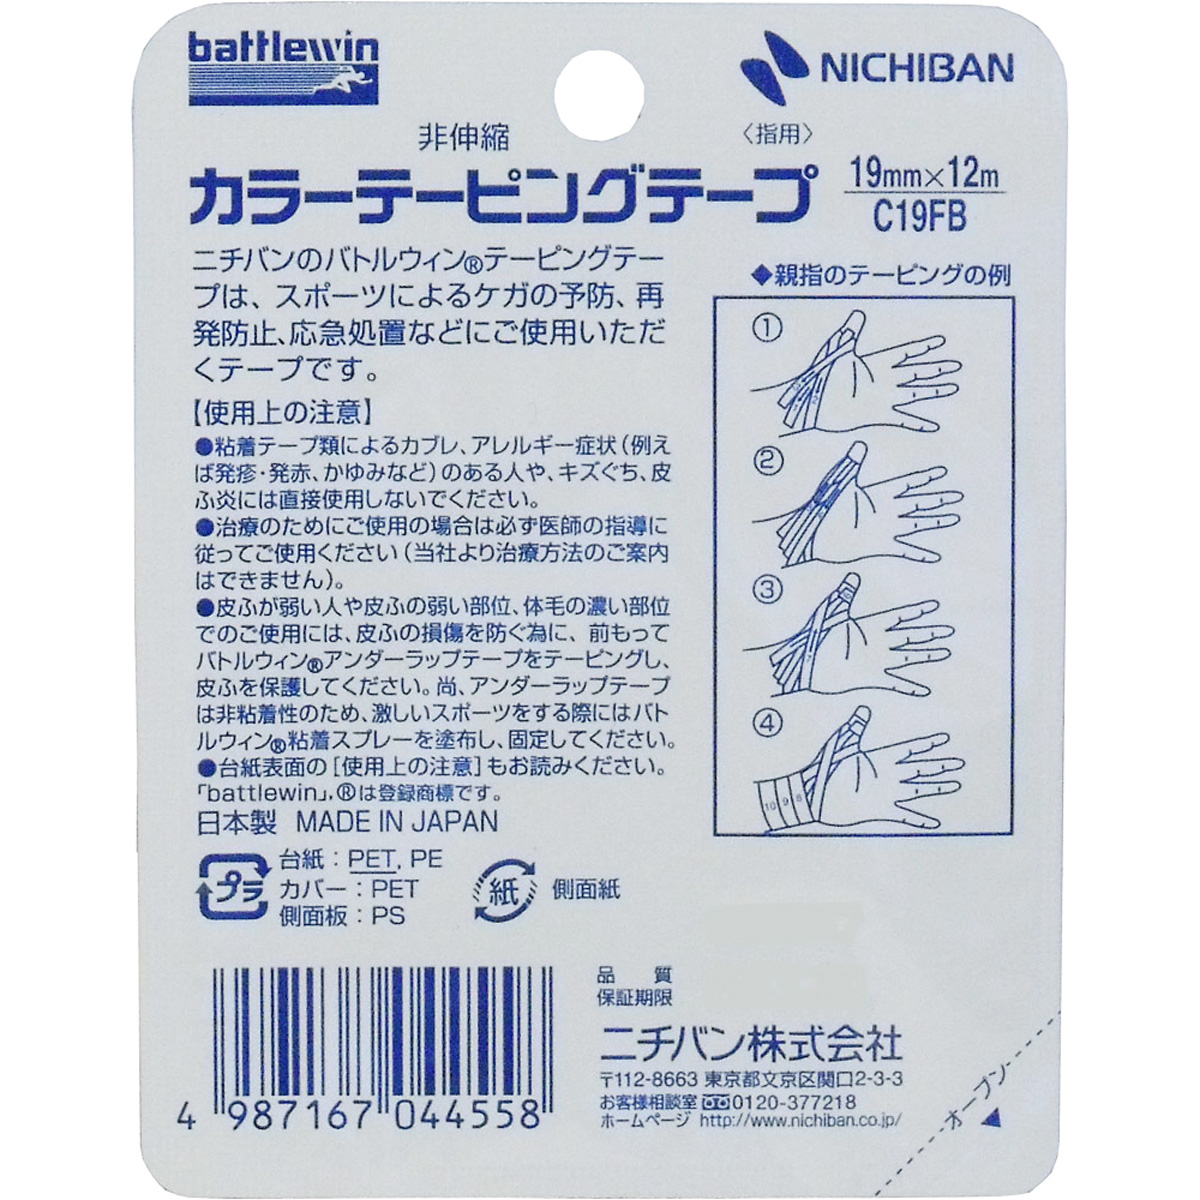 battlewin
NICHIBAN
非伸縮
〈指用〉
カラーテーピングテープ
19mm×12m
C19FB
ニチバンのバトルウィン®テーピングテー
プは、スポーツによるケガの予防、再
発防止、応急処置などにご使用いただ
くテープです。
【使用上の注意】
●粘着テープ類によるカブレ、アレルギー症状(例え
ば発疹・発赤、かゆみなど)のある人や、キズぐち、皮
ふ炎には直接使用しないでください。
●治療のためにご使用の場合は必ず医師の指導に
従ってご使用ください(当社より治療方法のご案内
はできません)。
●皮ふが弱い人や皮ふの弱い部位、体毛の濃い部位
でのご使用には、皮ふの損傷を防ぐ為に、前もって
バトルウィン®アンダーラップテープをテーピングし、
皮ふを保護してください。尚、アンダーラップテープ
は非粘着性のため、激しいスポーツをする際にはバト
ルウィン®粘着スプレーを塗布し、固定してください。
●台紙表面の[使用上の注意]もお読みください。
「battlewin」,®は登録商標です。
日本製 MADE IN JAPAN
◆親指のテーピングの例
①
②
③
④
10 9 8
プラ
台紙:PET, PE
カバー:PET
側面板:PS
紙
側面紙
4 987167 044558
品質
保証期限
ニチバン株式会社
〒112-8663 東京都文京区関口2-3-3
お客様相談室 0120-377218
ホームページ http://www.nichiban.co.jp/
オープン